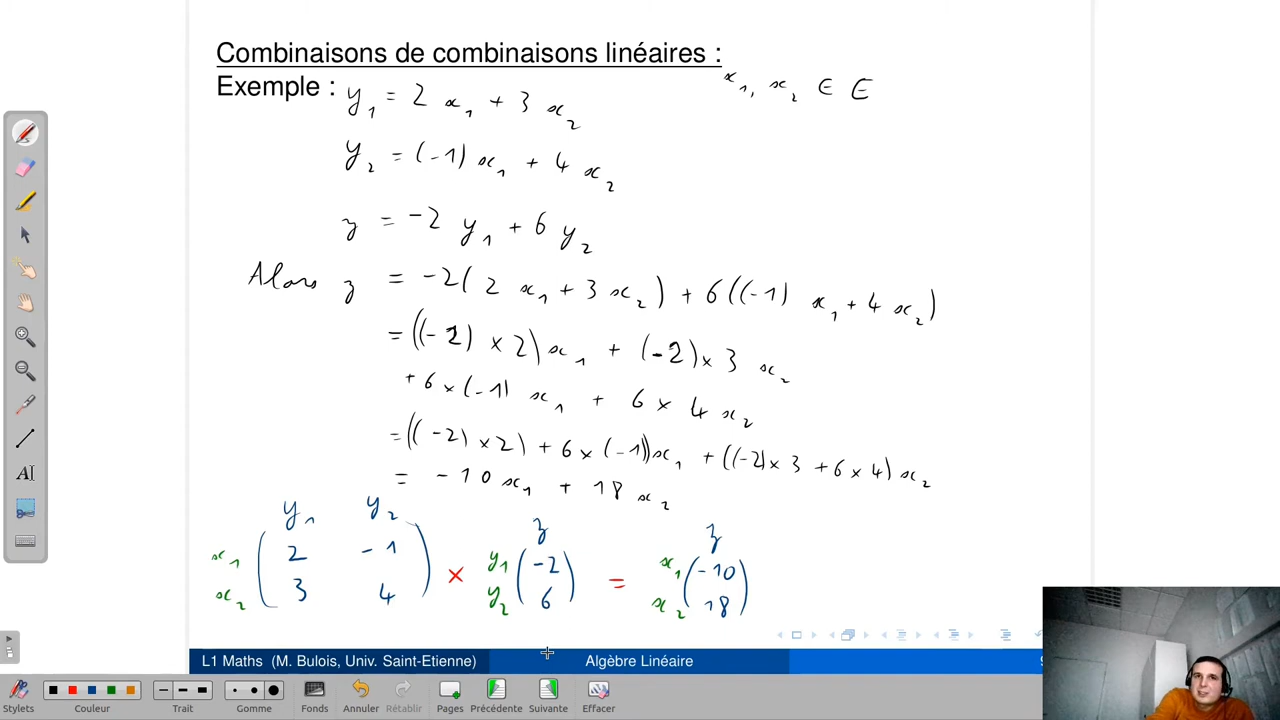 Combinaisons de combinaisons linéaires :
x₁, x₂ ∈ E
Exemple :
y₁ = 2 x₁ + 3 x₂
y₂ = (-1) x₁ + 4 x₂
z = -2 y₁ + 6 y₂
Alors z = -2( 2 x₁ + 3 x₂ ) + 6((-1) x₁ + 4 x₂)
= ((-2) × 2) x₁ + (-2) × 3 x₂
+ 6 × (-1) x₁ + 6 × 4 x₂
= ((-2) × 2) + 6 × (-1)) x₁ + ((-2) × 3 + 6 × 4) x₂
= -10 x₁ + 18 x₂
y₁ y₂ z z
x₁ ( 2 -1 ) × y₁ ( -2 ) = x₁ ( -10 )
x₂ ( 3 4 ) y₂ ( 6 ) x₂ ( 18 )
L1 Maths (M. Bulois, Univ. Saint-Etienne) Algèbre Linéaire
Stylets Couleur Trait Gomme Fonds Annuler Rétablir Pages Précédente Suivante Effacer